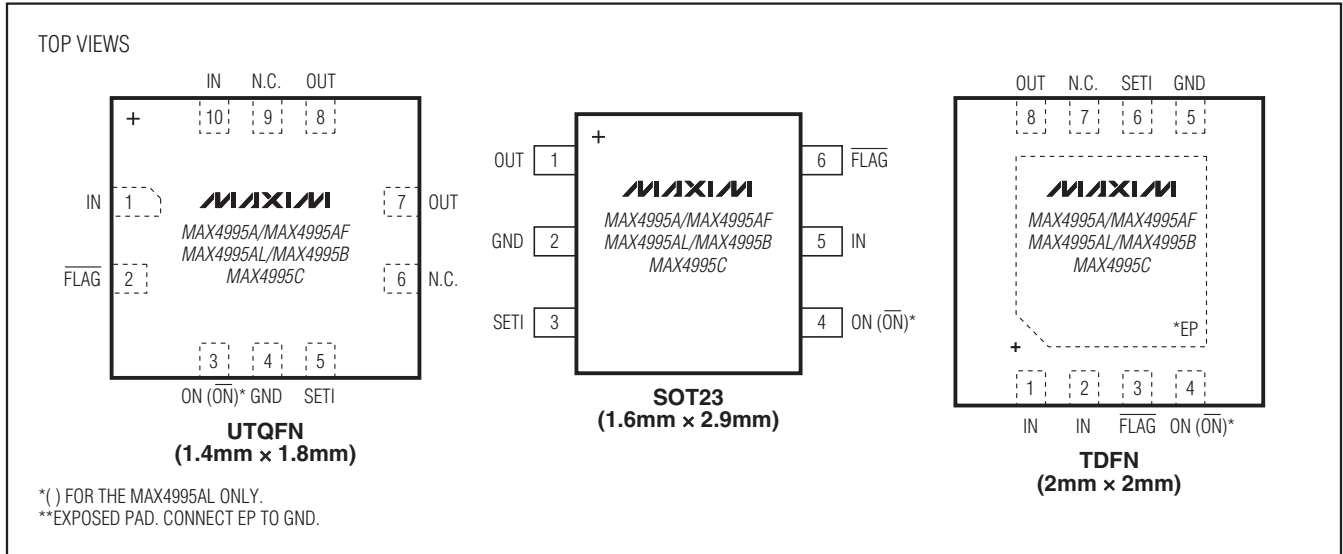 TOP VIEWS
IN N.C. OUT
+ 10 9 8
IN 1 MAXIM 7 OUT
MAX4995A/MAX4995AF
MAX4995AL/MAX4995B
FLAG 2 MAX4995C 6 N.C.
3 4 5
ON (ON)* GND SETI
UTQFN
(1.4mm × 1.8mm)
+
OUT 1 6 FLAG
MAXIM
MAX4995A/MAX4995AF
GND 2 MAX4995AL/MAX4995B 5 IN
MAX4995C
SETI 3 4 ON (ON)*
SOT23
(1.6mm × 2.9mm)
OUT N.C. SETI GND
8 7 6 5
MAXIM
MAX4995A/MAX4995AF
MAX4995AL/MAX4995B
MAX4995C
*EP
+
1 2 3 4
IN IN FLAG ON (ON)*
TDFN
(2mm × 2mm)
*( ) FOR THE MAX4995AL ONLY.
**EXPOSED PAD. CONNECT EP TO GND.